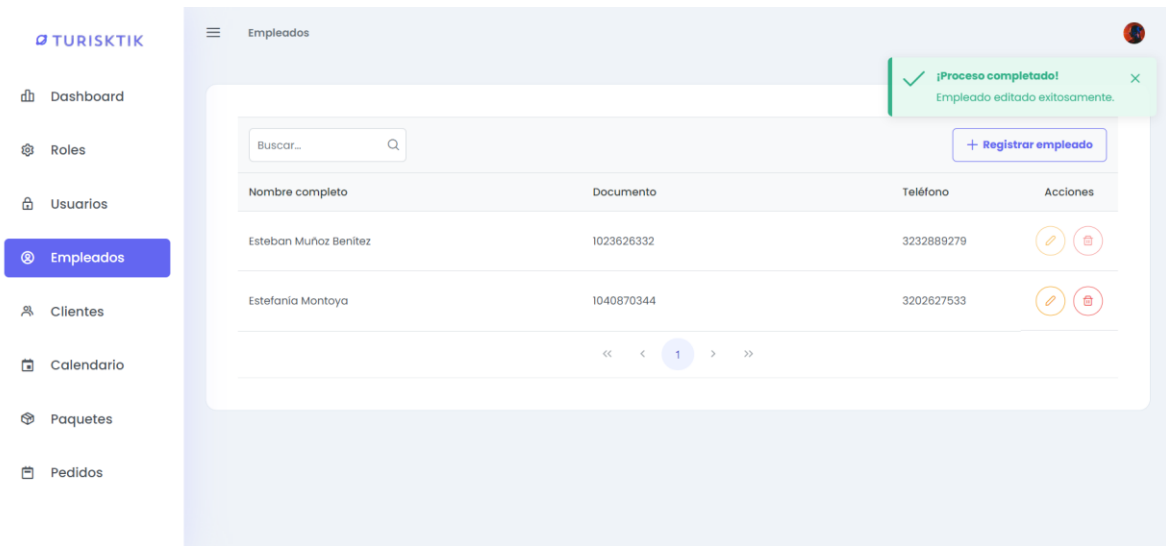 TURISKTIK
Dashboard
Roles
Usuarios
Empleados
Clientes
Calendario
Paquetes
Pedidos
Empleados
¡Proceso completado!
Empleado editado exitosamente.
Buscar...
+ Registrar empleado
Nombre completo Documento Teléfono Acciones
Esteban Muñoz Benitez 1023626332 3232889279
Estefania Montoya 1040870344 3202627533
<< < 1 > >>